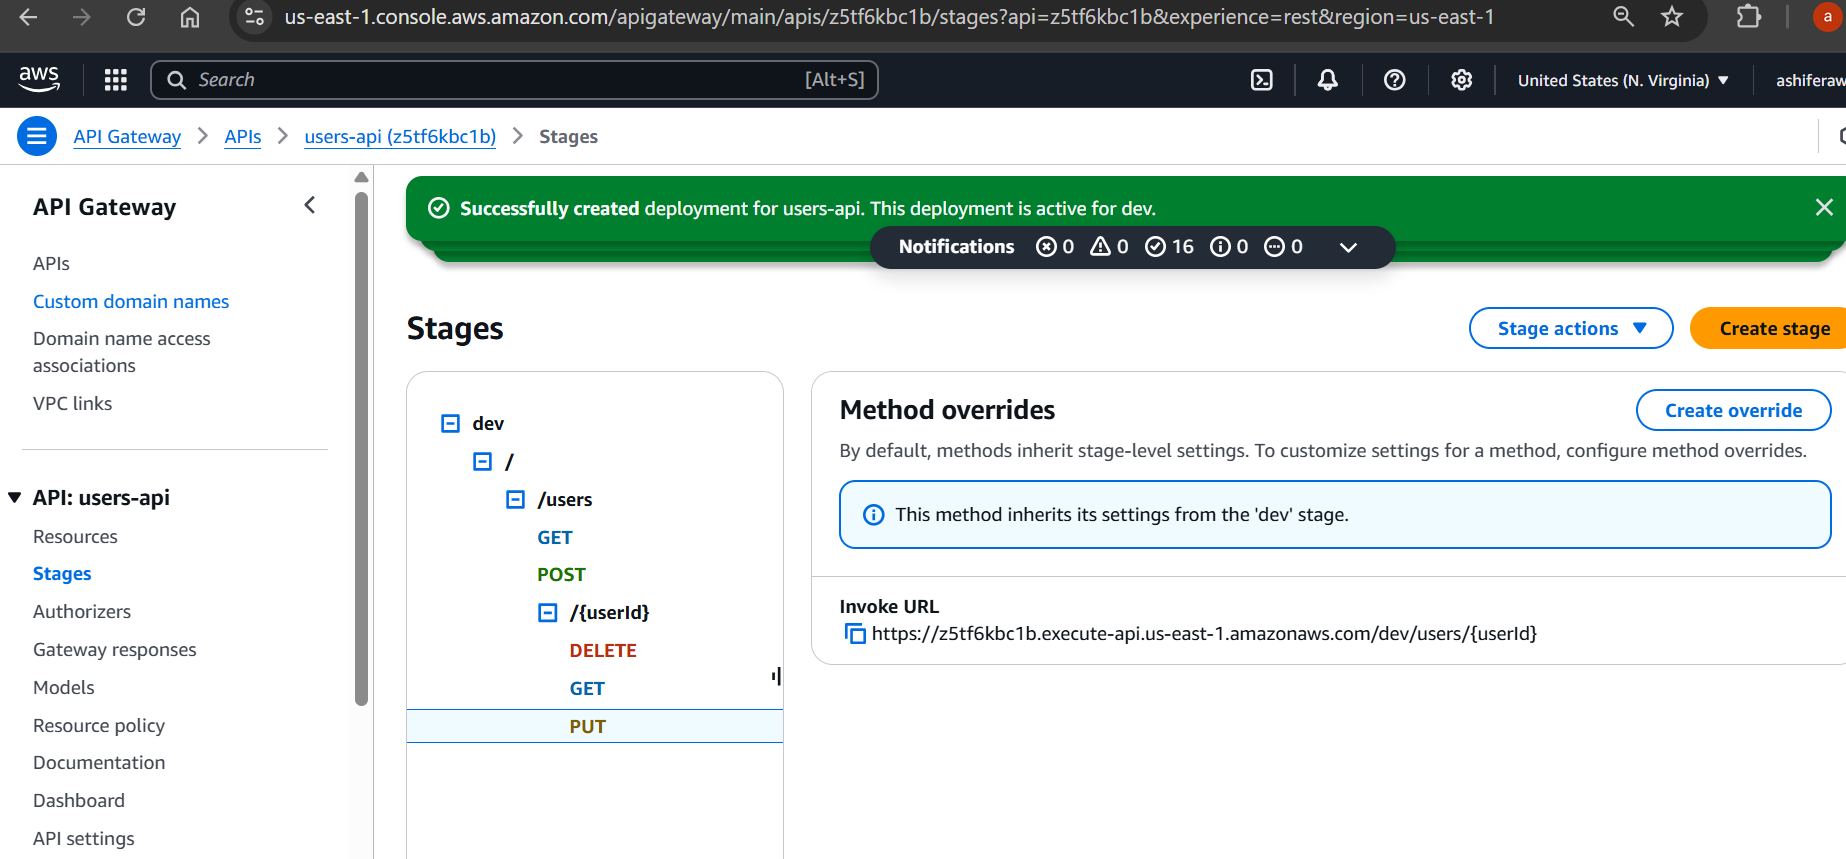 us-east-1.console.aws.amazon.com/apigateway/main/apis/z5tf6kbc1b/stages?api=z5tf6kbc1b&experience=rest&region=us-east-1
a
aws
Search
[Alt+S]
United States (N. Virginia)
ashiferaw
API Gateway
APIs
users-api (z5tf6kbc1b)
Stages
API Gateway
APIs
Custom domain names
Domain name access
associations
VPC links
API: users-api
Resources
Stages
Authorizers
Gateway responses
Models
Resource policy
Documentation
Dashboard
API settings
Successfully created deployment for users-api. This deployment is active for dev.
Notifications 0 0 16 0 0
Stages
Stage actions
Create stage
dev
/
/users
GET
POST
/{userId}
DELETE
GET
PUT
Method overrides
Create override
By default, methods inherit stage-level settings. To customize settings for a method, configure method overrides.
This method inherits its settings from the 'dev' stage.
Invoke URL
https://z5tf6kbc1b.execute-api.us-east-1.amazonaws.com/dev/users/{userId}